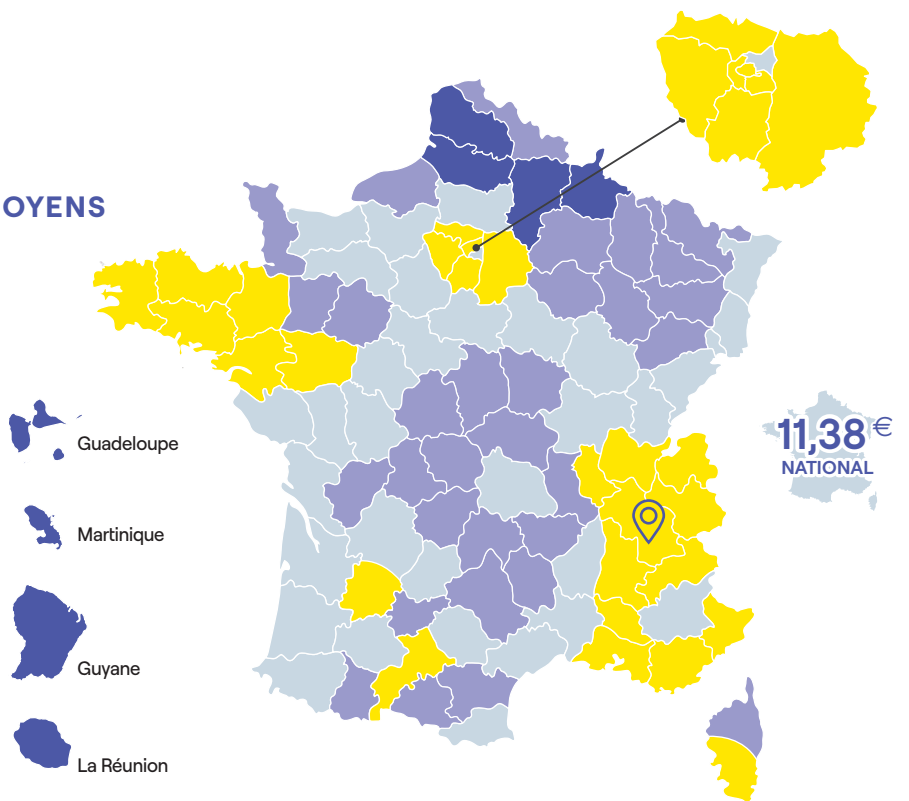 OYENS
Guadeloupe
11,38 €
NATIONAL
Martinique
Guyane
La Réunion